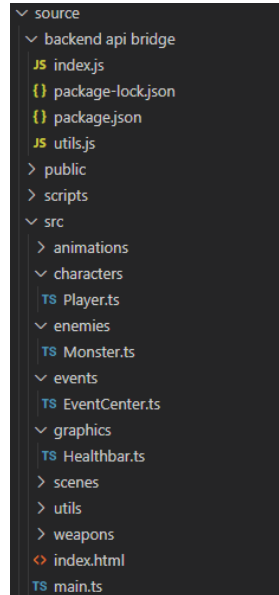 source
backend api bridge
JS index.js
{} package-lock.json
{} package.json
JS utils.js
public
scripts
src
animations
characters
TS Player.ts
enemies
TS Monster.ts
events
TS EventCenter.ts
graphics
TS Healthbar.ts
scenes
utils
weapons
<> index.html
TS main.ts